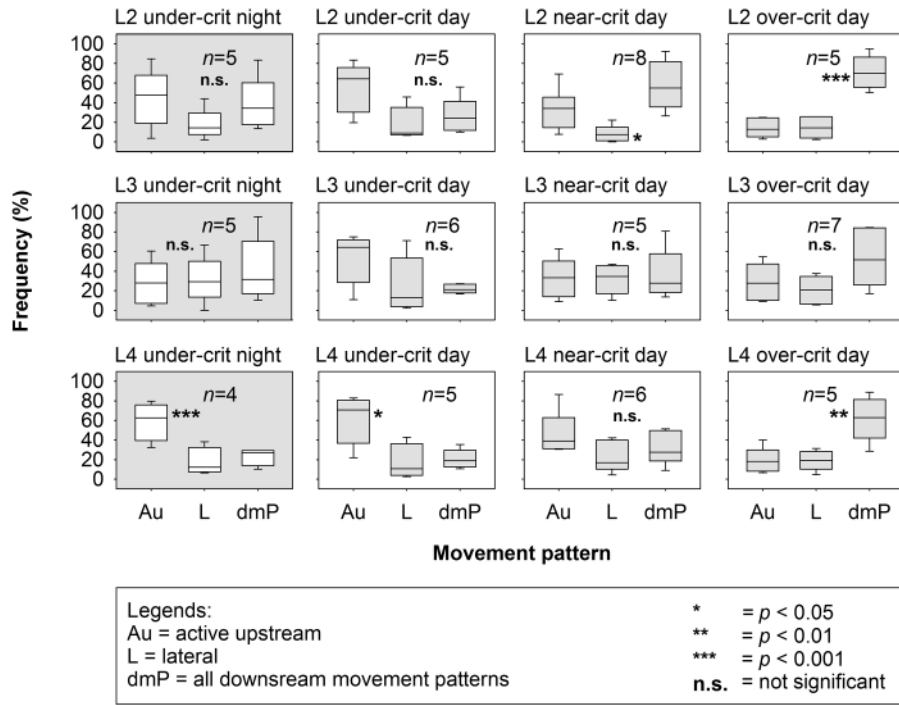 L2 under-crit night L2 under-crit day L2 near-crit day L2 over-crit day
100
80
60
40
20
0
n=5
n.s.
n=5
n.s.
n=8
*
n=5
***
L3 under-crit night L3 under-crit day L3 near-crit day L3 over-crit day
100
80
60
40
20
0
n=5
n.s.
n=6
n.s.
n=5
n.s.
n=7
n.s.
Frequency (%)
L4 under-crit night L4 under-crit day L4 near-crit day L4 over-crit day
100
80
60
40
20
0
n=4
***
n=5
*
n=6
n.s.
n=5
**
Au L dmP Au L dmP Au L dmP Au L dmP
Movement pattern
Legends:
Au = active upstream
L = lateral
dmP = all downsream movement patterns
* = p < 0.05
** = p < 0.01
*** = p < 0.001
n.s. = not significant